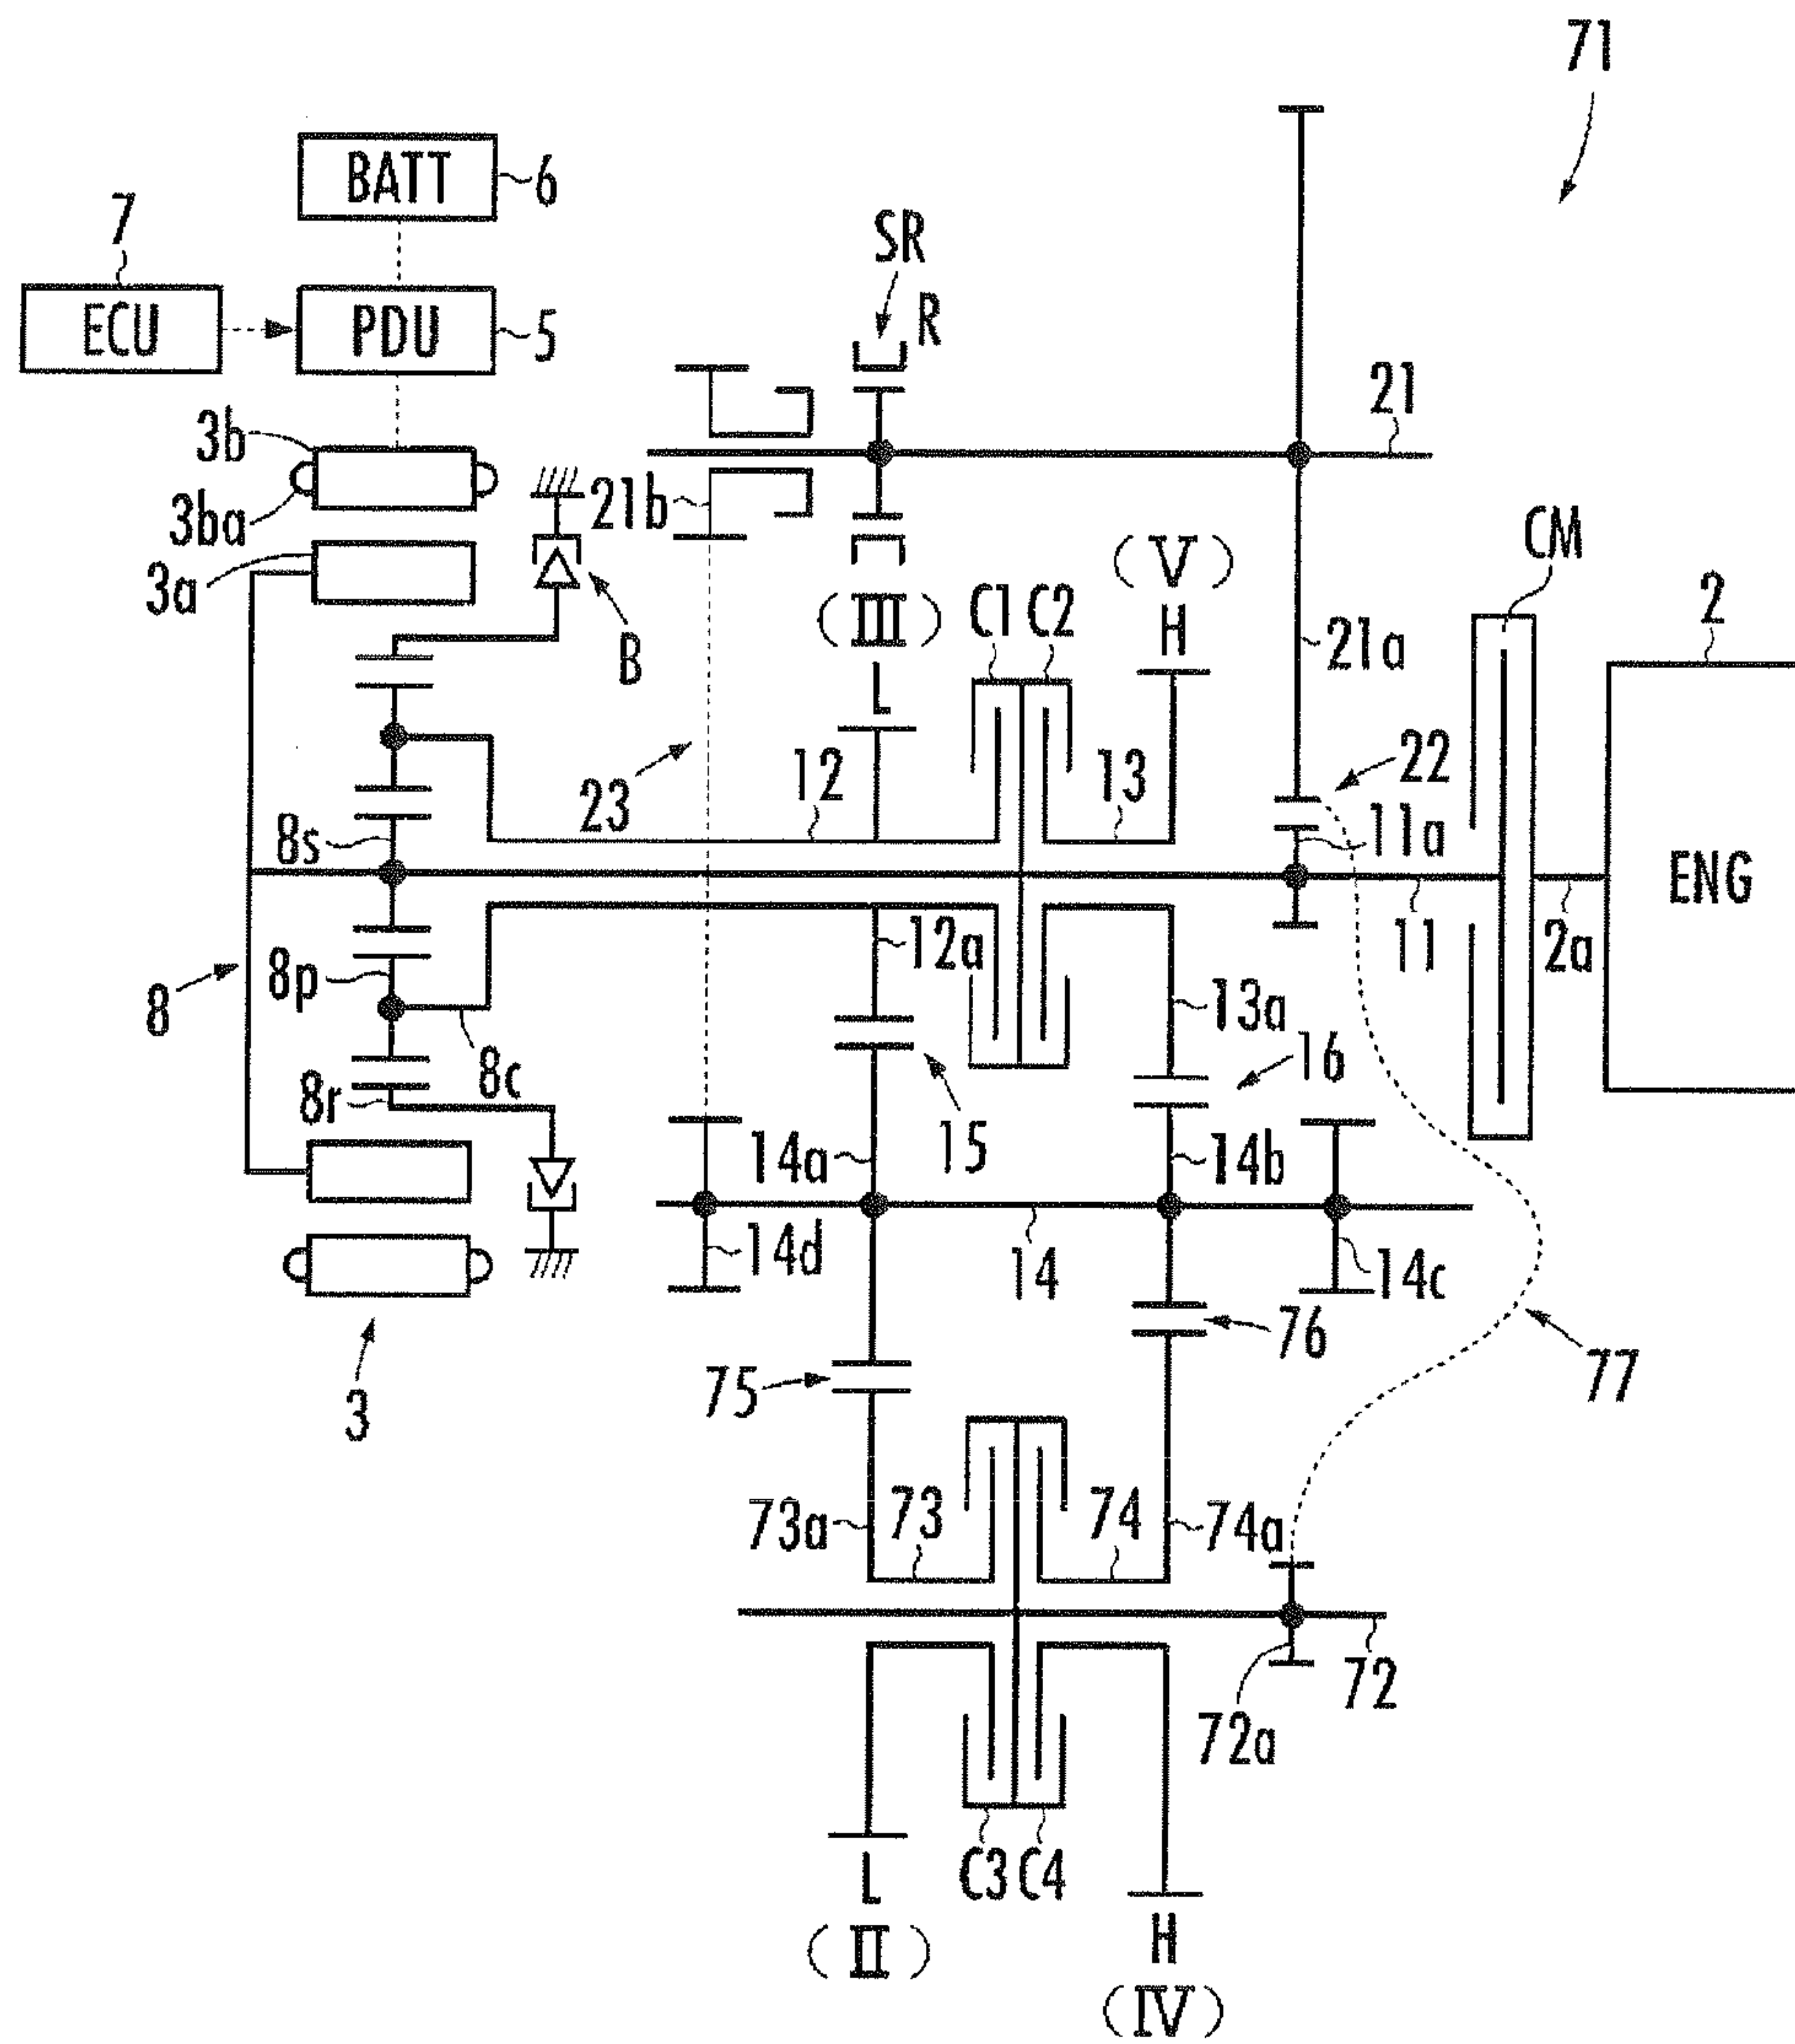 71
BATT
6
7
SR
ECU
PDU
5
R
3b
21
3ba
21b
CM
3a
(V)
2
(III)
C1
C2
H
21a
B
L
12
13
22
23
8s
11a
ENG
12a
11
2a
8p
8
13a
16
8c
8r
14a
15
14b
14d
14
14c
76
75
77
3
73a
73
74
74a
72
72a
C3
C4
L
(II)
H
(IV)